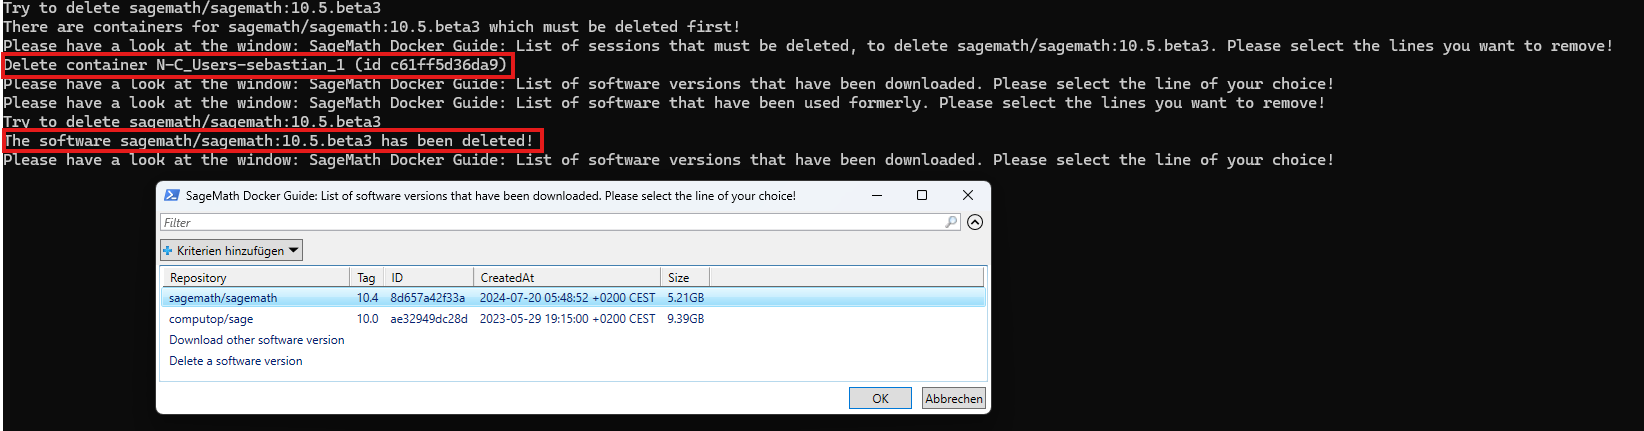 Try to delete sagemath/sagemath:10.5.beta3
There are containers for sagemath/sagemath:10.5.beta3 which must be deleted first!
Please have a look at the window: SageMath Docker Guide: List of sessions that must be deleted, to delete sagemath/sagemath:10.5.beta3. Please select the lines you want to remove!
Delete container N-C_Users-sebastian_1 (id c61ff5d36da9)
Please have a look at the window: SageMath Docker Guide: List of software versions that have been downloaded. Please select the line of your choice!
Please have a look at the window: SageMath Docker Guide: List of software that have been used formerly. Please select the lines you want to remove!
Try to delete sagemath/sagemath:10.5.beta3
The software sagemath/sagemath:10.5.beta3 has been deleted!
Please have a look at the window: SageMath Docker Guide: List of software versions that have been downloaded. Please select the line of your choice!
SageMath Docker Guide: List of software versions that have been downloaded. Please select the line of your choice!
Filter
Kriterien hinzufügen
Repository Tag ID CreatedAt Size
sagemath/sagemath 10.4 8d657a42f33a 2024-07-20 05:48:52 +0200 CEST 5.21GB
computop/sage 10.0 ae32949dc28d 2023-05-29 19:15:00 +0200 CEST 9.39GB
Download other software version
Delete a software version
OK Abbrechen